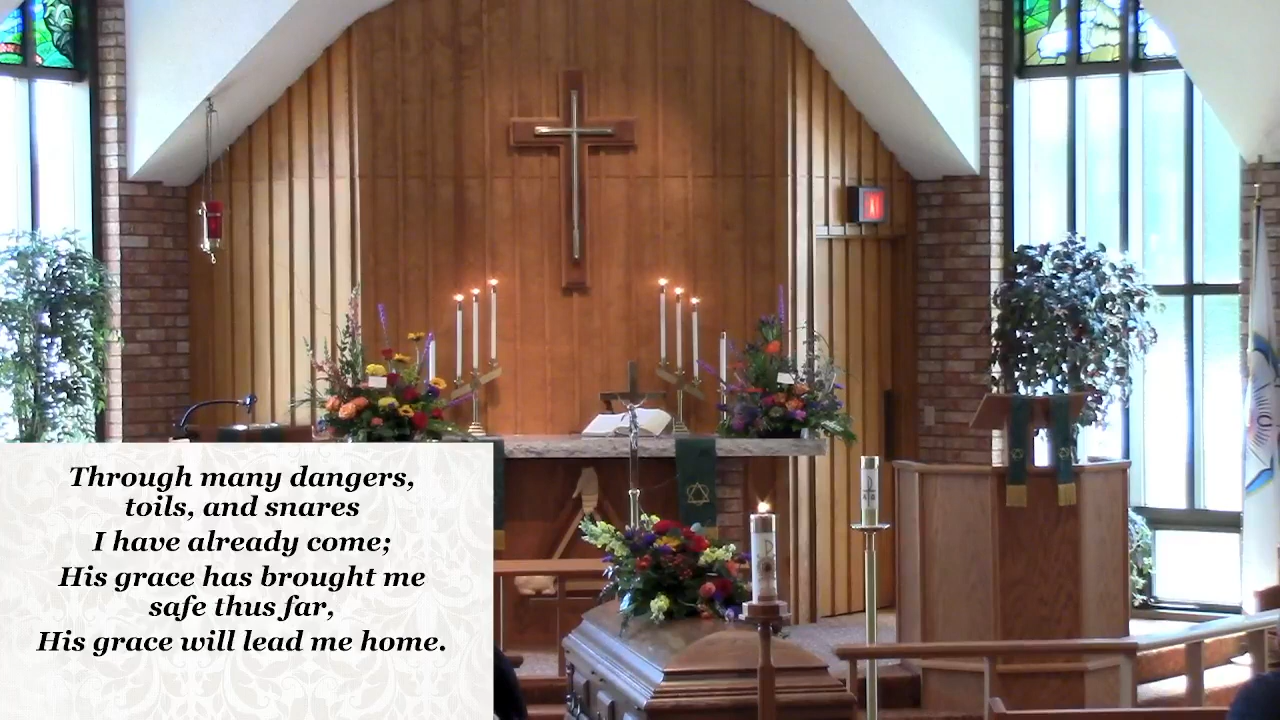 Through many dangers,
toils, and snares
I have already come;
His grace has brought me
safe thus far,
His grace will lead me home.